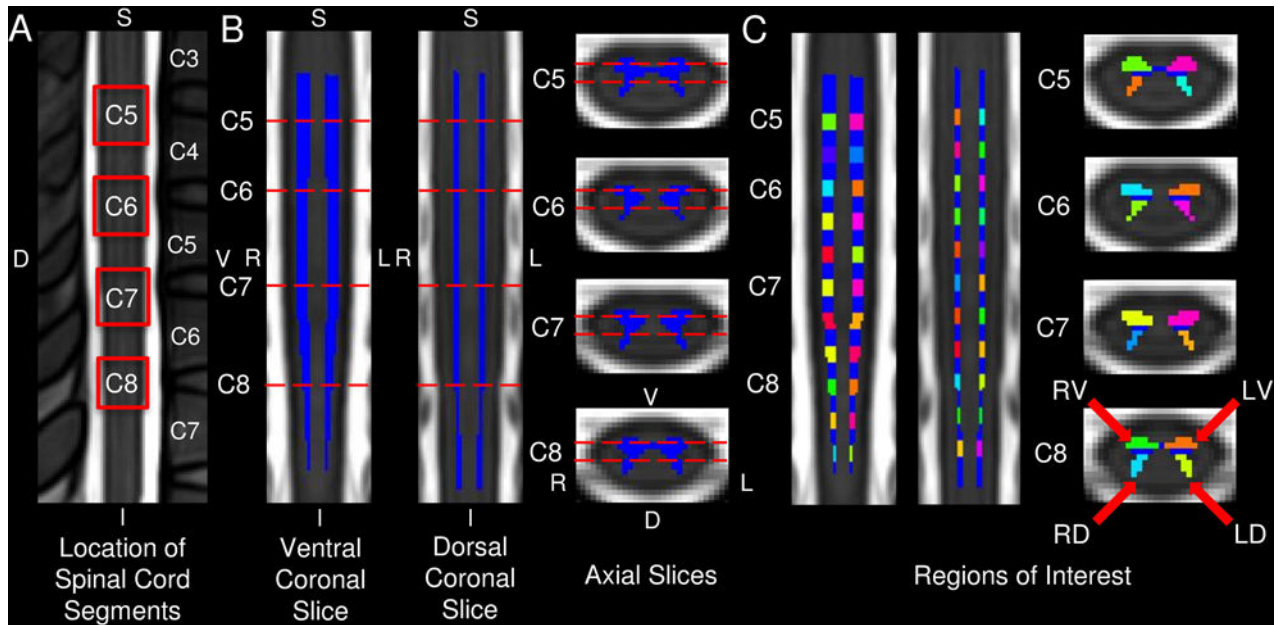 A
S
C3
C5
C4
C6
C5
D
V
C7
C6
C8
C7
I
Location of
Spinal Cord
Segments
B
S
S
C5
C6
R
L
R
L
C7
C8
I
I
Ventral
Coronal
Slice
Dorsal
Coronal
Slice
C5
C6
C7
V
C8
R
L
D
Axial Slices
C
C5
C6
C7
C8
C5
C6
C7
RV
LV
C8
RD
LD
Regions of Interest